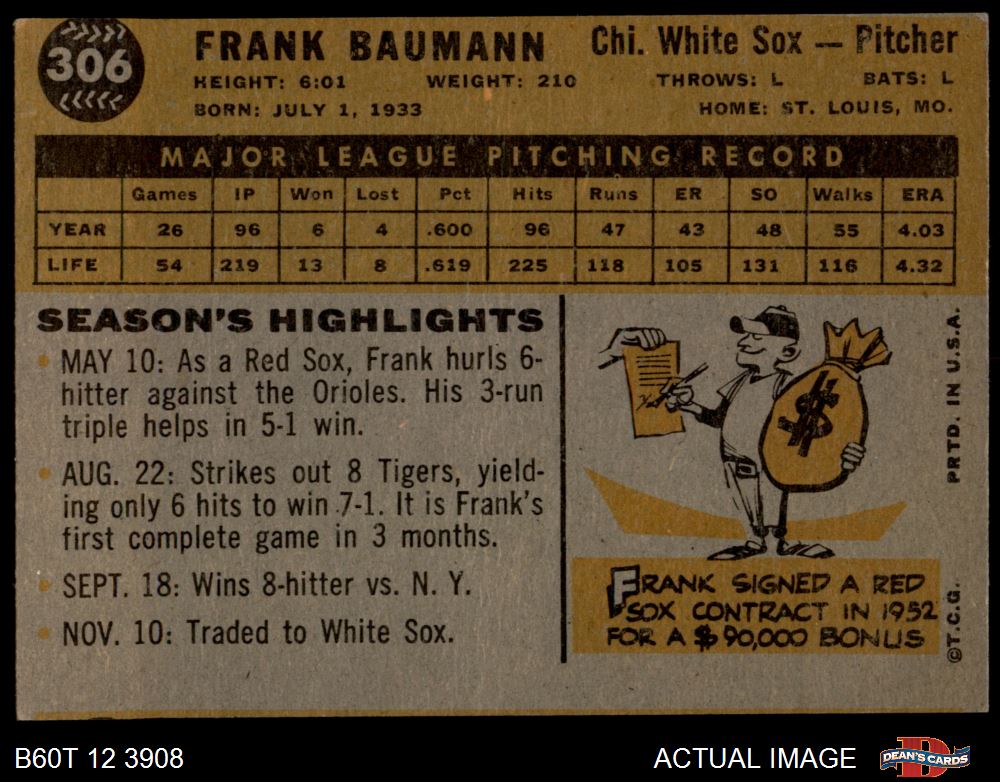 306
FRANK BAUMANN
Chi. White Sox — Pitcher
HEIGHT: 6:01 WEIGHT: 210 THROWS: L BATS: L
BORN: JULY 1, 1933 HOME: ST. LOUIS, MO.
MAJOR LEAGUE PITCHING RECORD
Games IP Won Lost Pct Hits Runs ER SO Walks ERA
YEAR 26 96 6 4 .600 96 47 43 48 55 4.03
LIFE 54 219 13 8 .619 225 118 105 131 116 4.32
SEASON'S HIGHLIGHTS
• MAY 10: As a Red Sox, Frank hurls 6-
hitter against the Orioles. His 3-run
triple helps in 5-1 win.
• AUG. 22: Strikes out 8 Tigers, yield-
ing only 6 hits to win 7-1. It is Frank's
first complete game in 3 months.
• SEPT. 18: Wins 8-hitter vs. N. Y.
• NOV. 10: Traded to White Sox.
$
FRANK SIGNED A RED
SOX CONTRACT IN 1952
FOR A $90,000 BONUS
©T.C.G. PRTD. IN U.S.A.
B60T 12 3908
ACTUAL IMAGE
DEAN'S CARDS